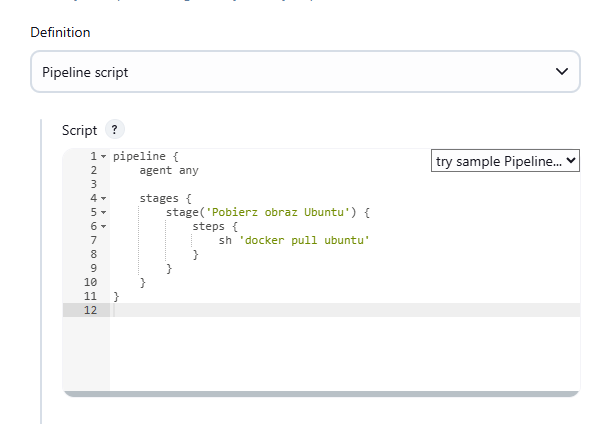 Definition
Pipeline script
Script ?
try sample Pipeline...
1 pipeline {
2     agent any
3
4     stages {
5         stage('Pobierz obraz Ubuntu') {
6             steps {
7                 sh 'docker pull ubuntu'
8             }
9         }
10     }
11 }
12